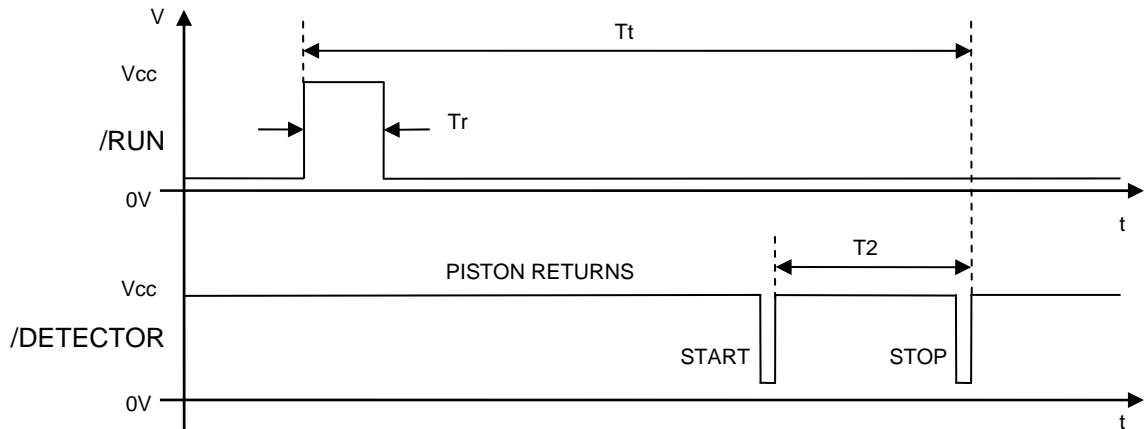 V
Tt
Vcc
Tr
/RUN
0V
t
T2
PISTON RETURNS
Vcc
/DETECTOR
START
STOP
0V
t